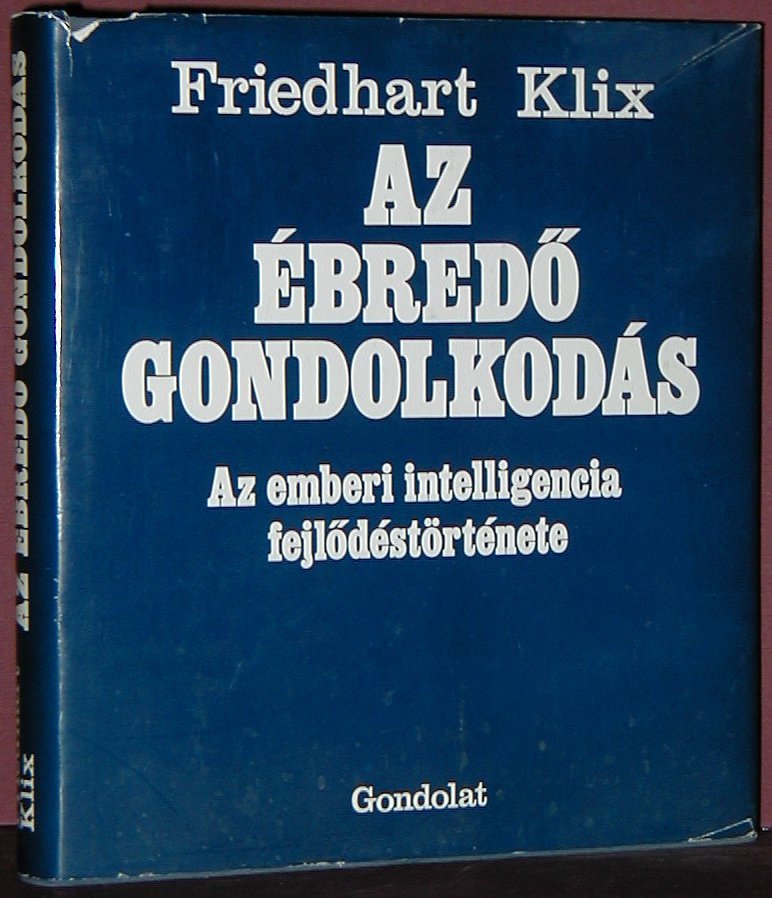 Friedhart Klix
AZ
ÉBREDŐ
GONDOLKODÁS
Az emberi intelligencia
fejlődéstörténete
Gondolat
Klix
AZ ÉBREDŐ GONDOLKODÁS